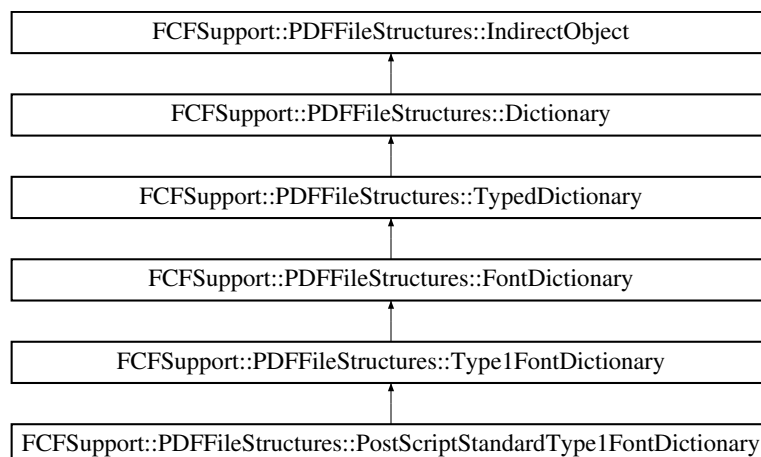 FCFSupport::PDFFileStructures::IndirectObject
FCFSupport::PDFFileStructures::Dictionary
FCFSupport::PDFFileStructures::TypedDictionary
FCFSupport::PDFFileStructures::FontDictionary
FCFSupport::PDFFileStructures::Type1FontDictionary
FCFSupport::PDFFileStructures::PostScriptStandardType1FontDictionary